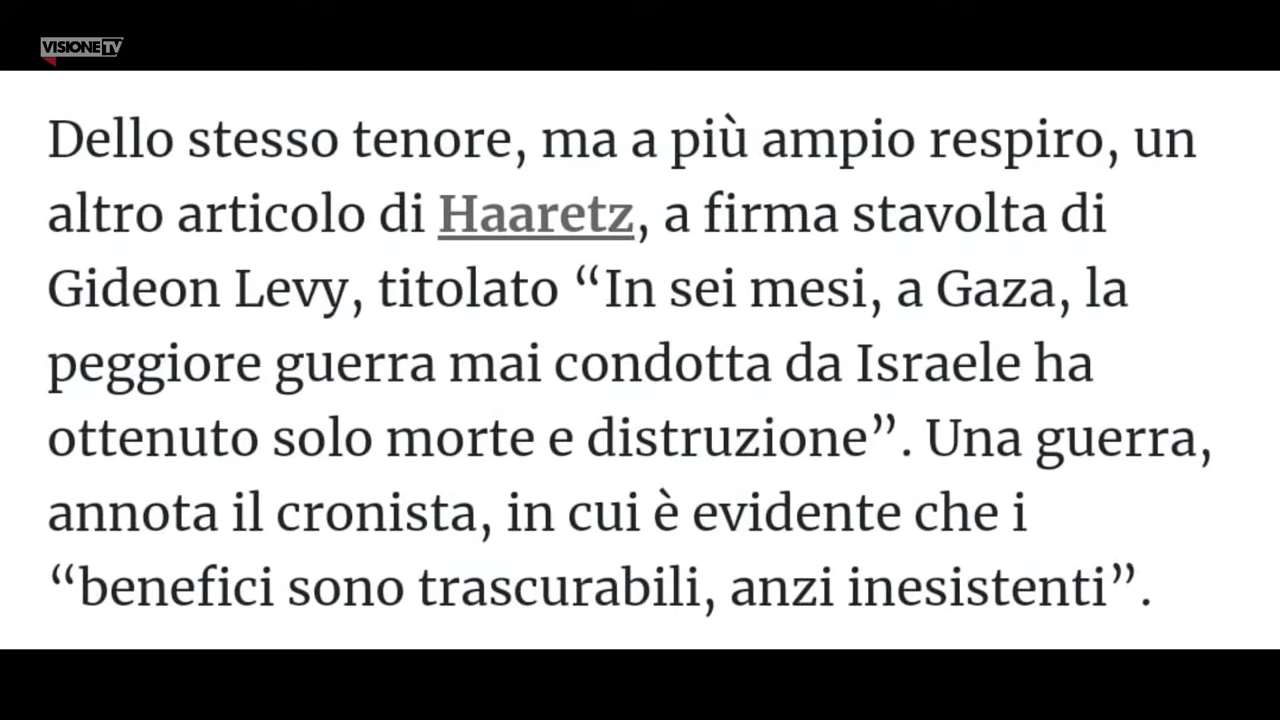 VISIONE TV
Dello stesso tenore, ma a più ampio respiro, un
altro articolo di Haaretz, a firma stavolta di
Gideon Levy, titolato “In sei mesi, a Gaza, la
peggiore guerra mai condotta da Israele ha
ottenuto solo morte e distruzione”. Una guerra,
annota il cronista, in cui è evidente che i
“benefici sono trascurabili, anzi inesistenti”.